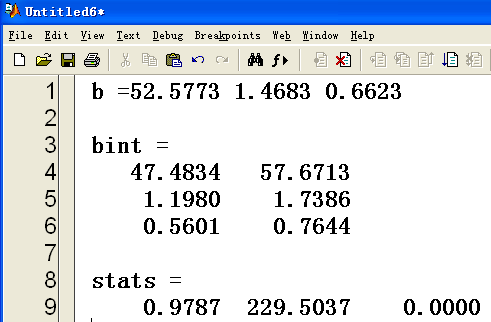 Untitled6*
File Edit View Text Debug Breakpoints Web Window Help
1 b =52.5773 1.4683 0.6623
2
3 bint =
4 47.4834 57.6713
5 1.1980 1.7386
6 0.5601 0.7644
7
8 stats =
9 0.9787 229.5037 0.0000